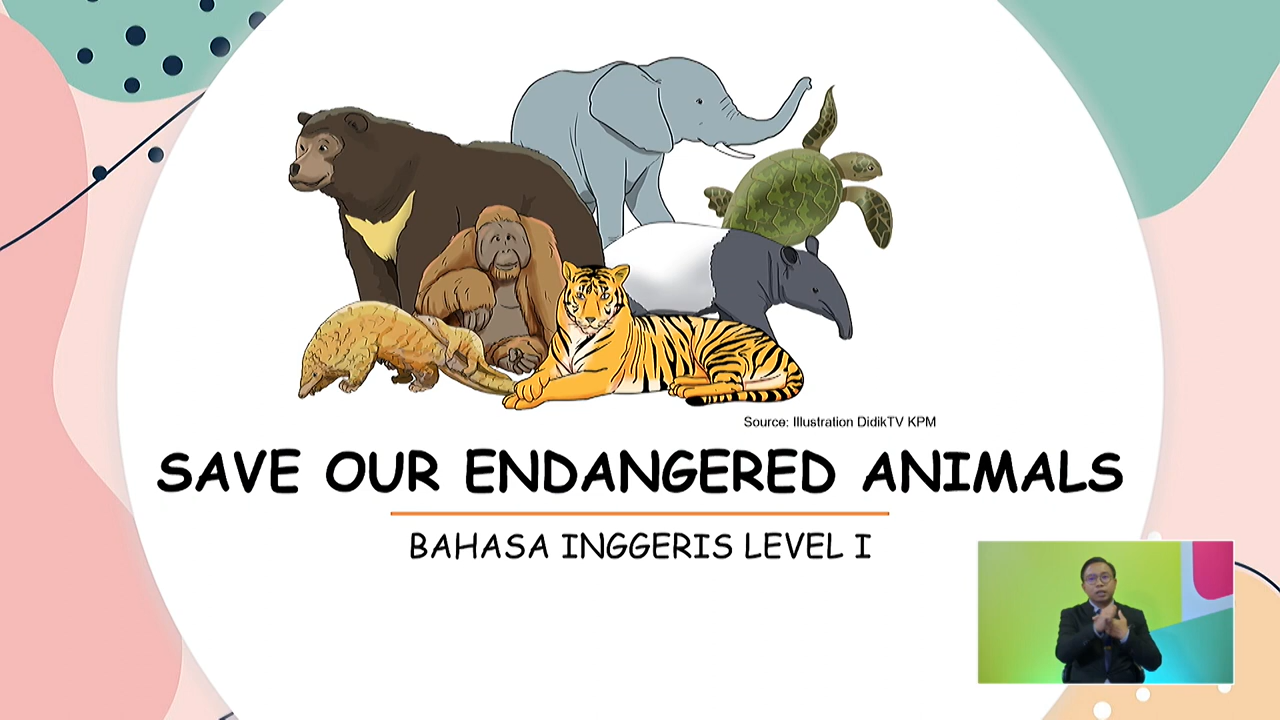 Source: Illustration DidikTV KPM
SAVE OUR ENDANGERED ANIMALS
BAHASA INGGERIS LEVEL I